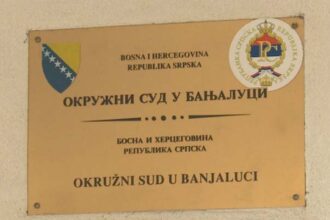 BOSNA I HERCEGOVINA
REPUBLIKA SRPSKA
ОКРУЖНИ СУД У БАЊАЛУЦИ
БОСНА И ХЕРЦЕГОВИНА
РЕПУБЛИКА СРПСКА
OKRUŽNI SUD U BANJALUCI